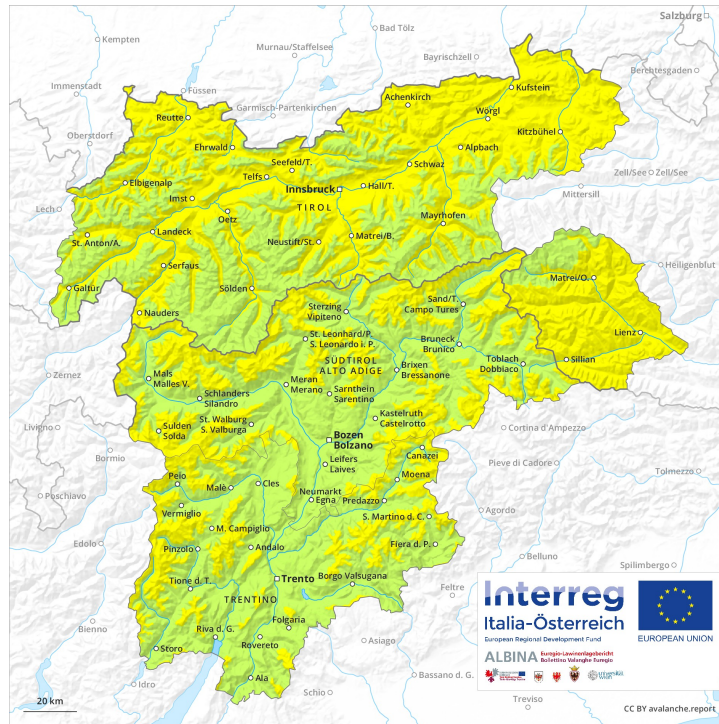 Salzburg
Kempten
Bad Tölz
Murnau/Staffelsee
Bayrischzell
Berchtesgaden
Immenstadt
Füssen
Garmisch-Partenkirchen
Achenkirch
Kufstein
Reutte
Wörgl
Oberstdorf
Ehrwald
Kitzbühel
Seefeld/T.
Alpbach
Schwaz
Telfs
Zell/See
Zell/See
Elbigenalp
Innsbruck
Hall/T.
Mittersill
Imst
TIROL
Lech
Oetz
Mayrhofen
Landeck
Matrei/B.
St. Anton/A.
Neustift/St.
Serfaus
Heiligenblut
Matrei/O.
Galtür
Sölden
Sand/T.
Campo Tures
Nauders
Sterzing
Vipiteno
Lienz
St. Leonhard/P.
S. Leonardo i. P.
Bruneck
Brunico
Sillian
Toblach
Dobbiaco
SÜDTIROL
ALTO ADIGE
Brixen
Bressanone
Zernez
Mals
Malles V.
Meran
Merano
Sarnthein
Sarentino
Schlanders
Silandro
St. Walburg
S. Valburga
Kastelruth
Castelrotto
Livigno
Sulden
Solda
Cortina d'Ampezzo
Bozen
Bolzano
Bormio
Canazei
Leifers
Laives
Pieve di Cadore
Tolmezzo
Peio
Moena
Poschiavo
Malè
Cles
Neumarkt
Egna
Predazzo
Vermiglio
Agordo
S. Martino d. C.
M. Campiglio
Edolo
Fiera d. P.
Pinzolo
Andalo
Belluno
Spilimbergo
Trento
Borgo Valsugana
Tione d. T.
Feltre
TRENTINO
Folgaria
Bienno
Riva d. G.
Asiago
Storo
Rovereto
Ala
Bassano d. G.
Idro
Schio
Treviso
Interreg
Italia-Österreich
European Regional Development Fund
EUROPEAN UNION
ALBINA
Euregio-Lawinenlagebericht
Bollettino Valanghe Euregio
universität
wien
20 km
CC BY avalanche.report